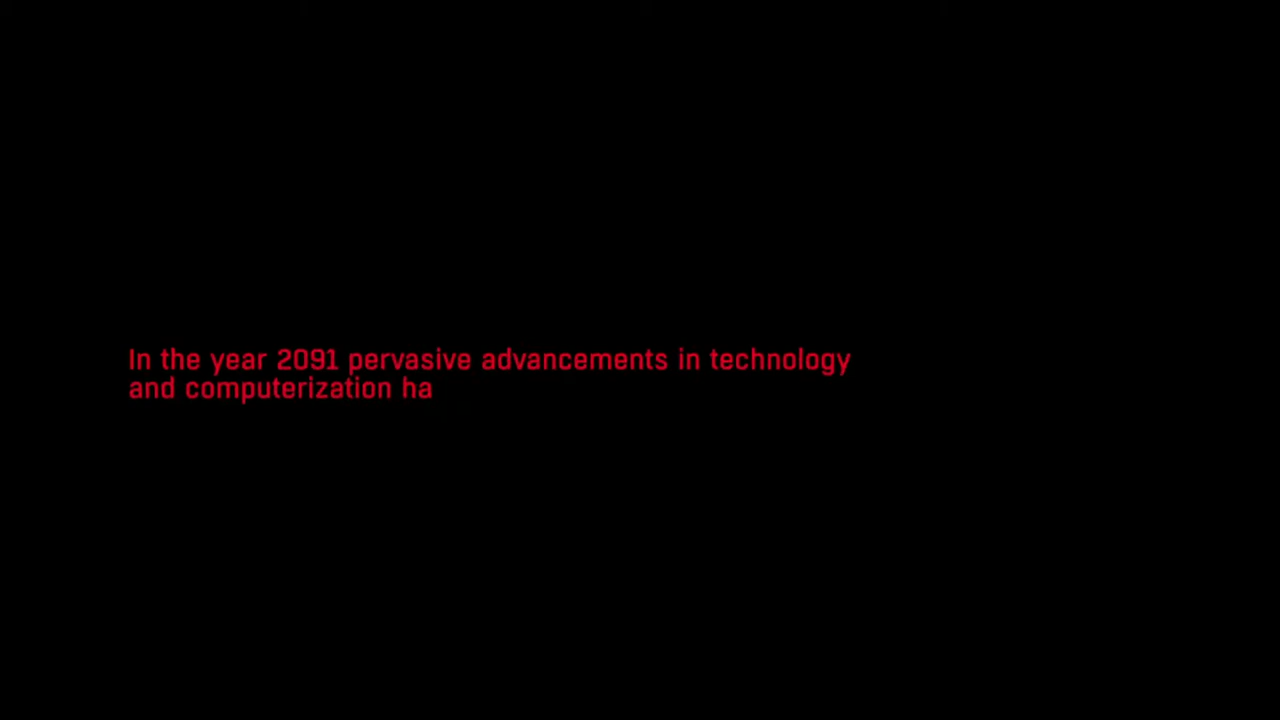 In the year 2091 pervasive advancements in technology
and computerization ha